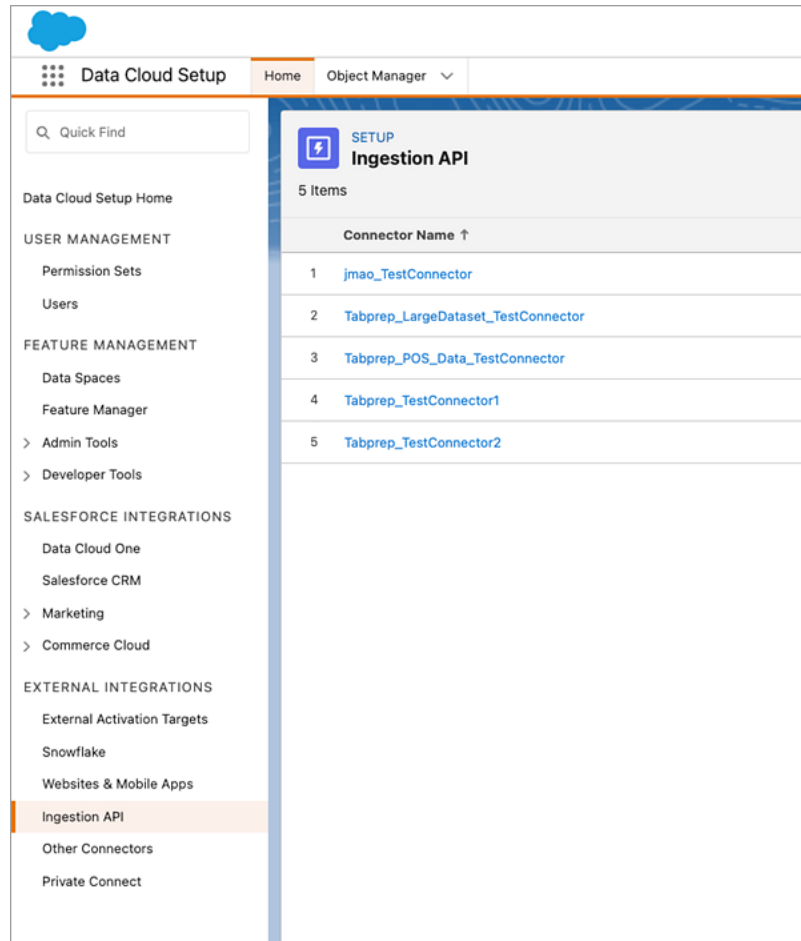 Data Cloud Setup
Home
Object Manager
Quick Find
Data Cloud Setup Home
USER MANAGEMENT
Permission Sets
Users
FEATURE MANAGEMENT
Data Spaces
Feature Manager
Admin Tools
Developer Tools
SALESFORCE INTEGRATIONS
Data Cloud One
Salesforce CRM
Marketing
Commerce Cloud
EXTERNAL INTEGRATIONS
External Activation Targets
Snowflake
Websites & Mobile Apps
Ingestion API
Other Connectors
Private Connect
SETUP
Ingestion API
5 Items
Connector Name ↑
1 jmao_TestConnector
2 Tabprep_LargeDataset_TestConnector
3 Tabprep_POS_Data_TestConnector
4 Tabprep_TestConnector1
5 Tabprep_TestConnector2